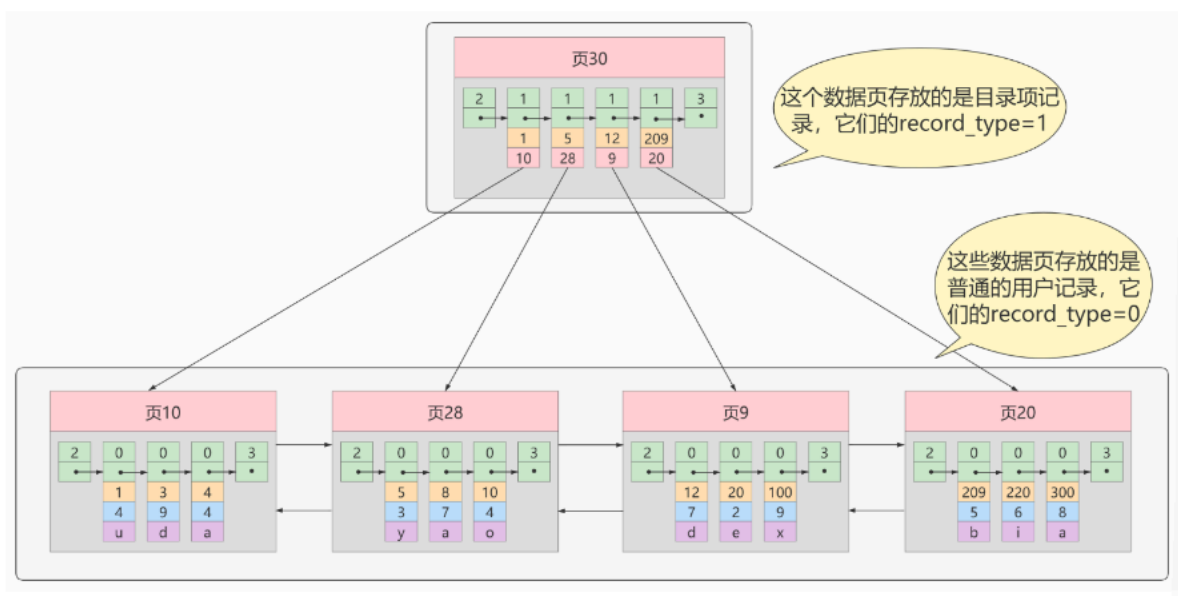 页30
2 1 1 1 1 3
1 5 12 209
10 28 9 20
这个数据页存放的是目录项记
录，它们的record_type=1
这些数据页存放的是
普通的用户记录，它
们的record_type=0
页10
2 0 0 0 3
1 3 4
4 9 4
u d a
页28
2 0 0 0 3
5 8 10
3 7 4
y a o
页9
2 0 0 0 3
12 20 100
7 2 9
d e x
页20
2 0 0 0 3
209 220 300
5 6 8
b i a